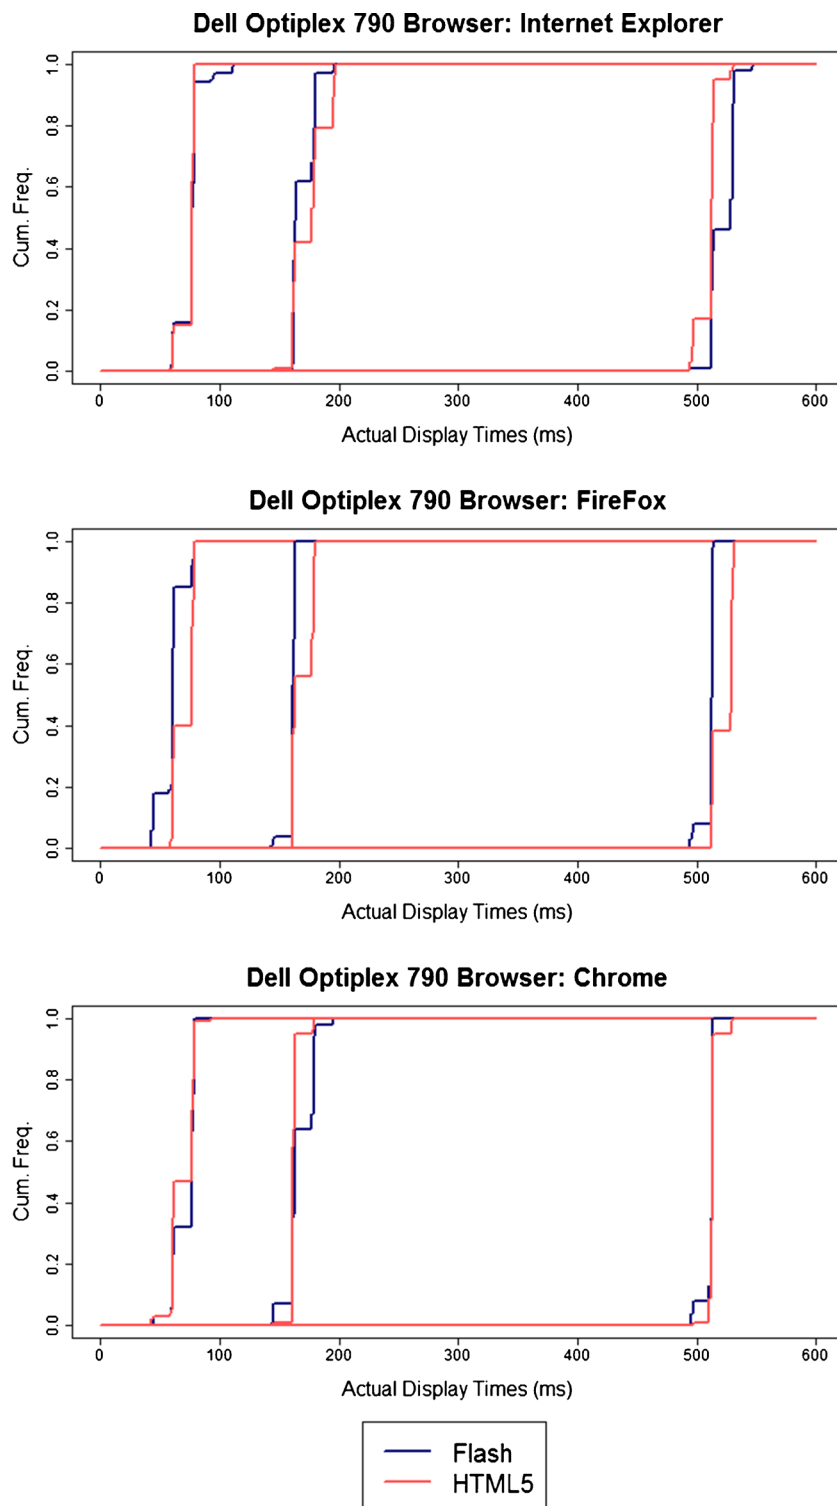 Dell Optiplex 790 Browser: Internet Explorer
Cum. Freq.
1.0
0.8
0.6
0.4
0.2
0.0
0 100 200 300 400 500 600
Actual Display Times (ms)
Dell Optiplex 790 Browser: FireFox
Cum. Freq.
1.0
0.8
0.6
0.4
0.2
0.0
0 100 200 300 400 500 600
Actual Display Times (ms)
Dell Optiplex 790 Browser: Chrome
Cum. Freq.
1.0
0.8
0.6
0.4
0.2
0.0
0 100 200 300 400 500 600
Actual Display Times (ms)
Flash
HTML5